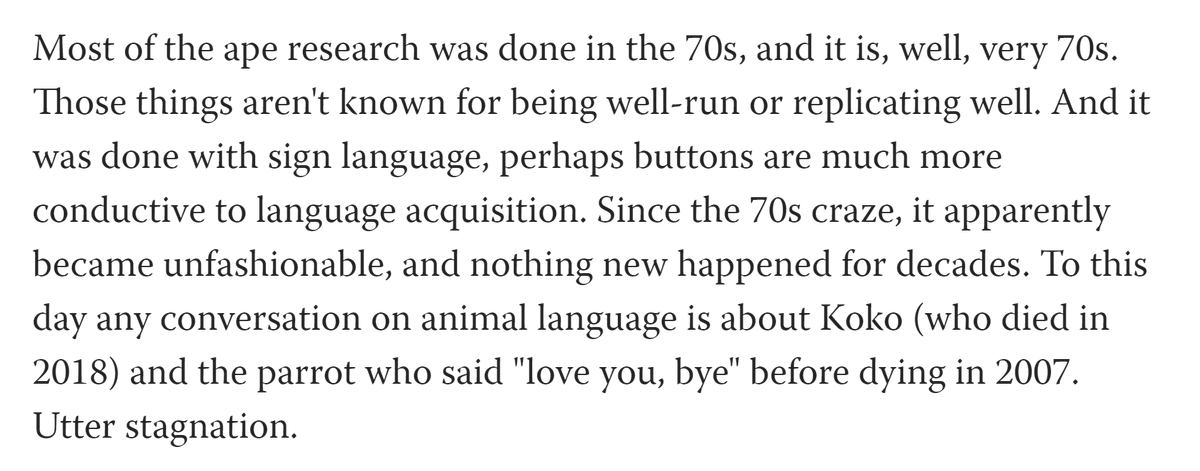 Most of the ape research was done in the 70s, and it is, well, very 70s.
Those things aren't known for being well-run or replicating well. And it
was done with sign language, perhaps buttons are much more
conductive to language acquisition. Since the 70s craze, it apparently
became unfashionable, and nothing new happened for decades. To this
day any conversation on animal language is about Koko (who died in
2018) and the parrot who said "love you, bye" before dying in 2007.
Utter stagnation.